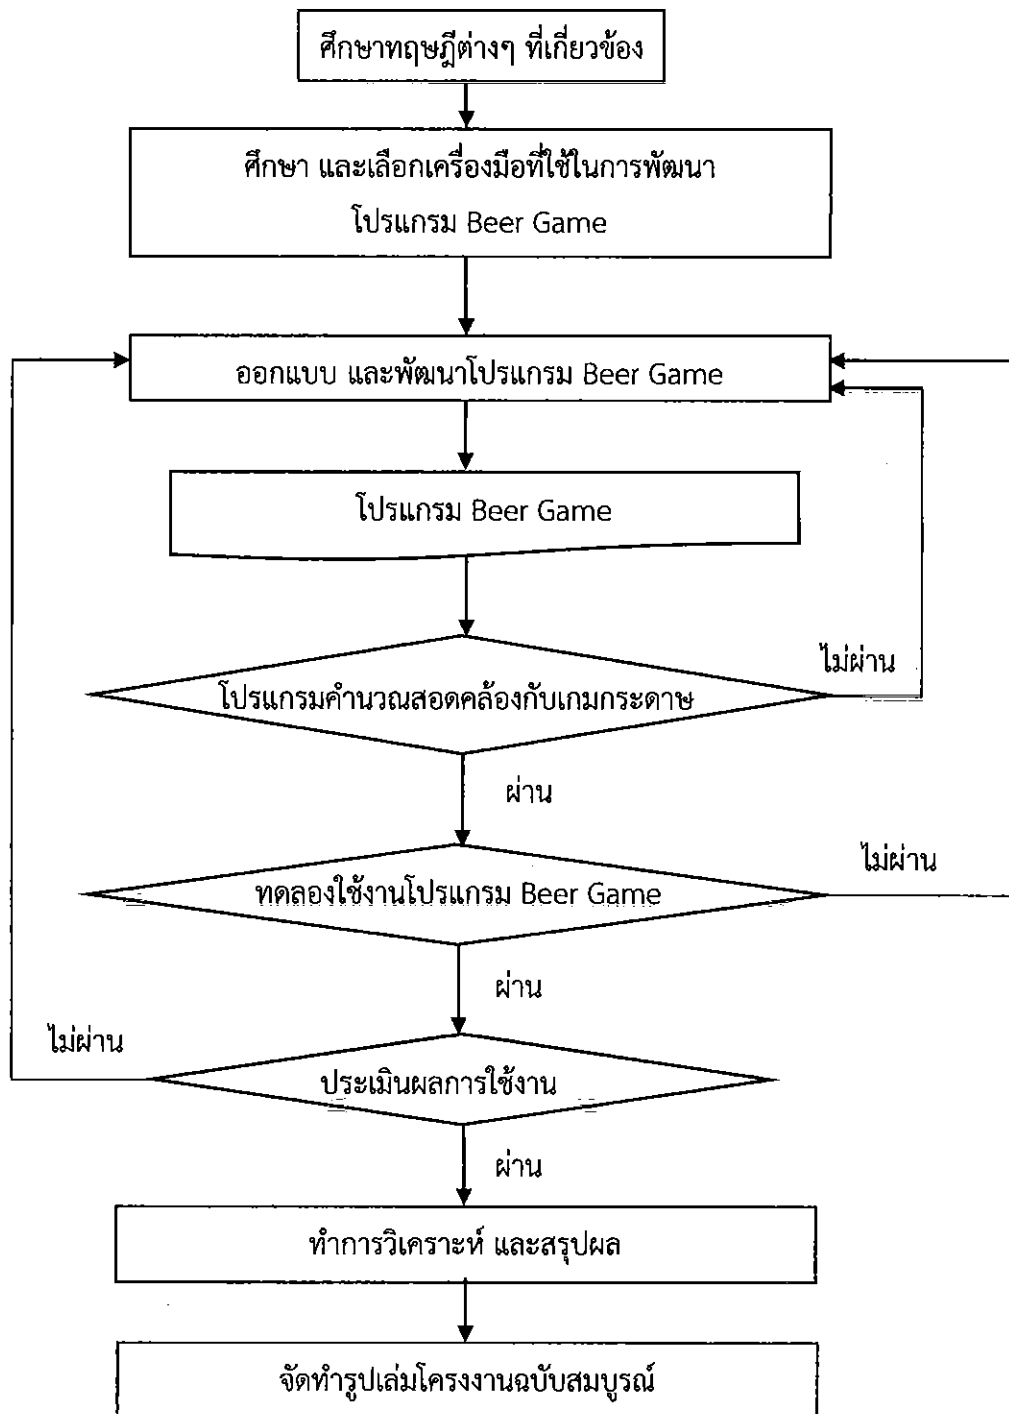 ศึกษาทฤษฎีต่างๆ ที่เกี่ยวข้อง
ศึกษา และเลือกเครื่องมือที่ใช้ในการพัฒนา
โปรแกรม Beer Game
ออกแบบ และพัฒนาโปรแกรม Beer Game
โปรแกรม Beer Game
ไม่ผ่าน
โปรแกรมคำนวณสอดคล้องกับเกมกระดาษ
ผ่าน
ไม่ผ่าน
ทดลองใช้งานโปรแกรม Beer Game
ผ่าน
ไม่ผ่าน
ประเมินผลการใช้งาน
ผ่าน
ทำการวิเคราะห์ และสรุปผล
จัดทำรูปเล่มโครงงานฉบับสมบูรณ์